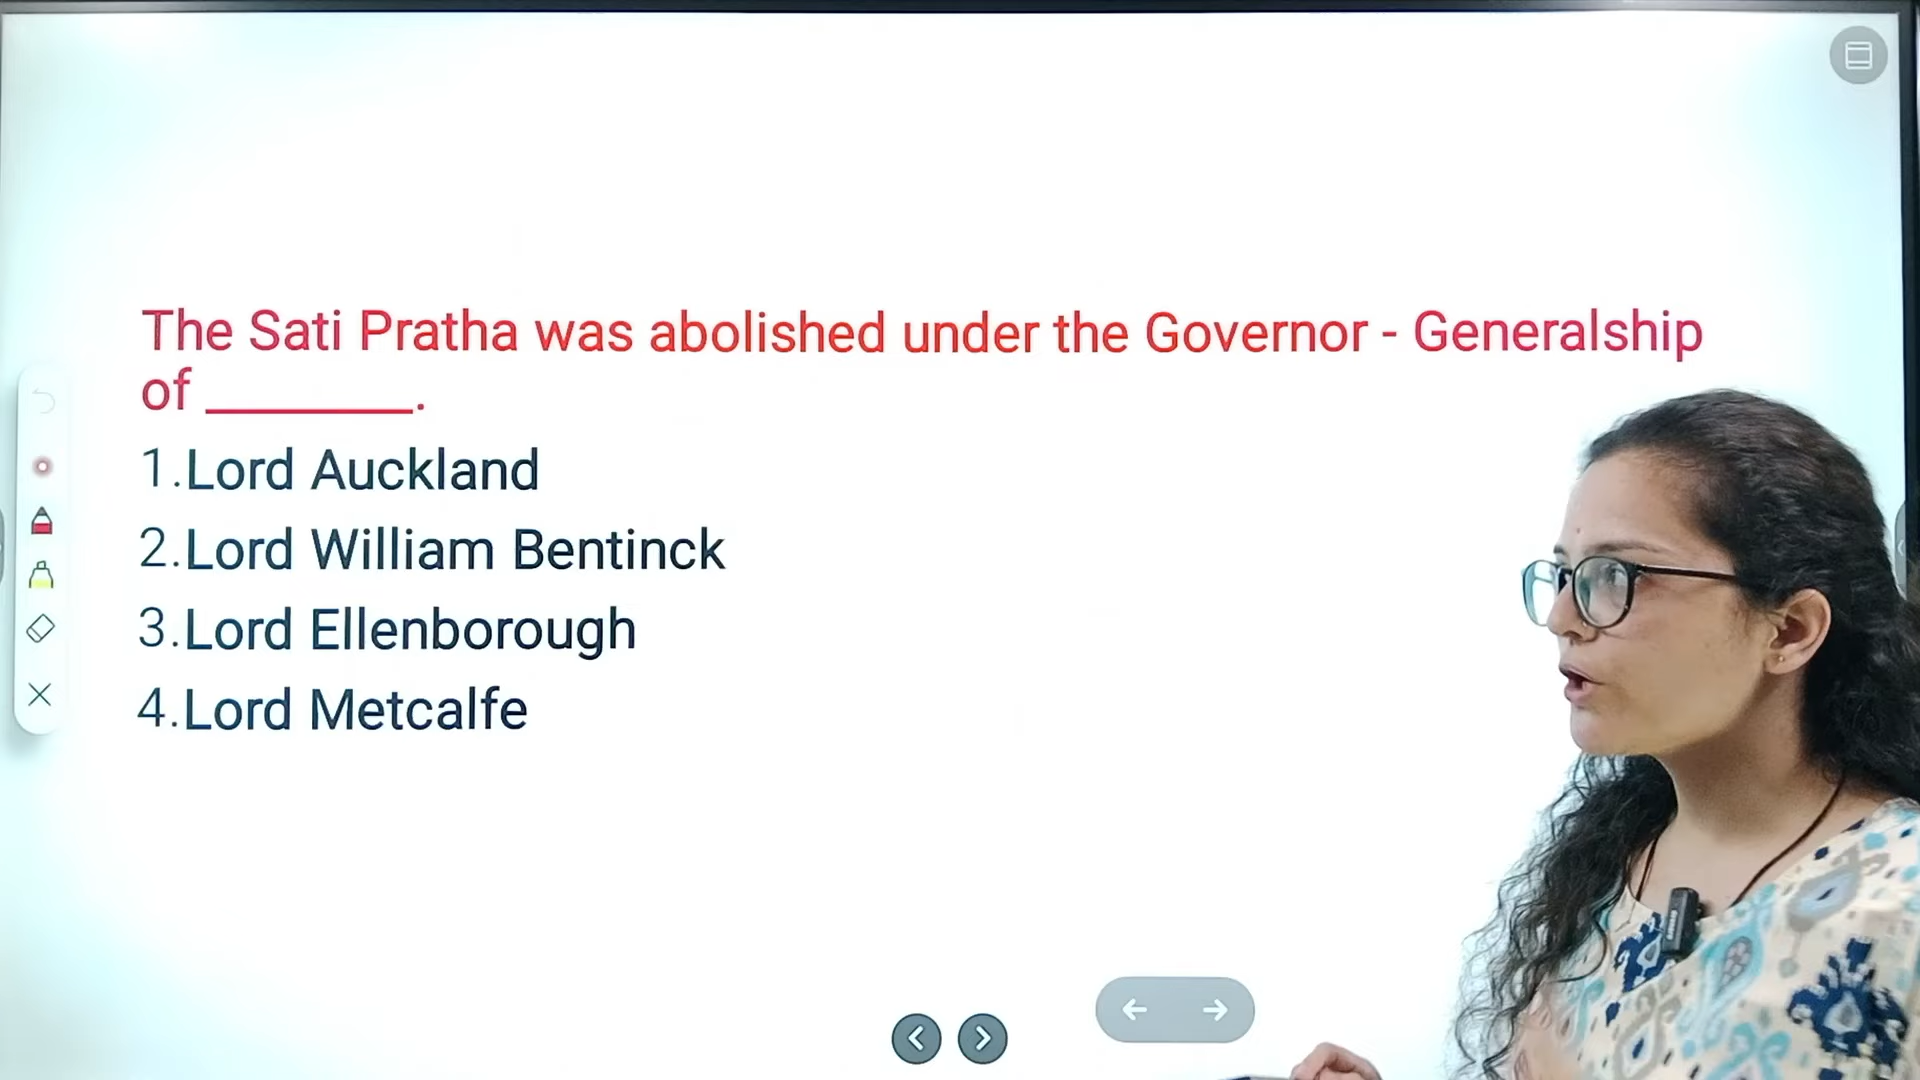 The Sati Pratha was abolished under the Governor - Generalship
of ________.
1.Lord Auckland
2.Lord William Bentinck
3.Lord Ellenborough
4.Lord Metcalfe